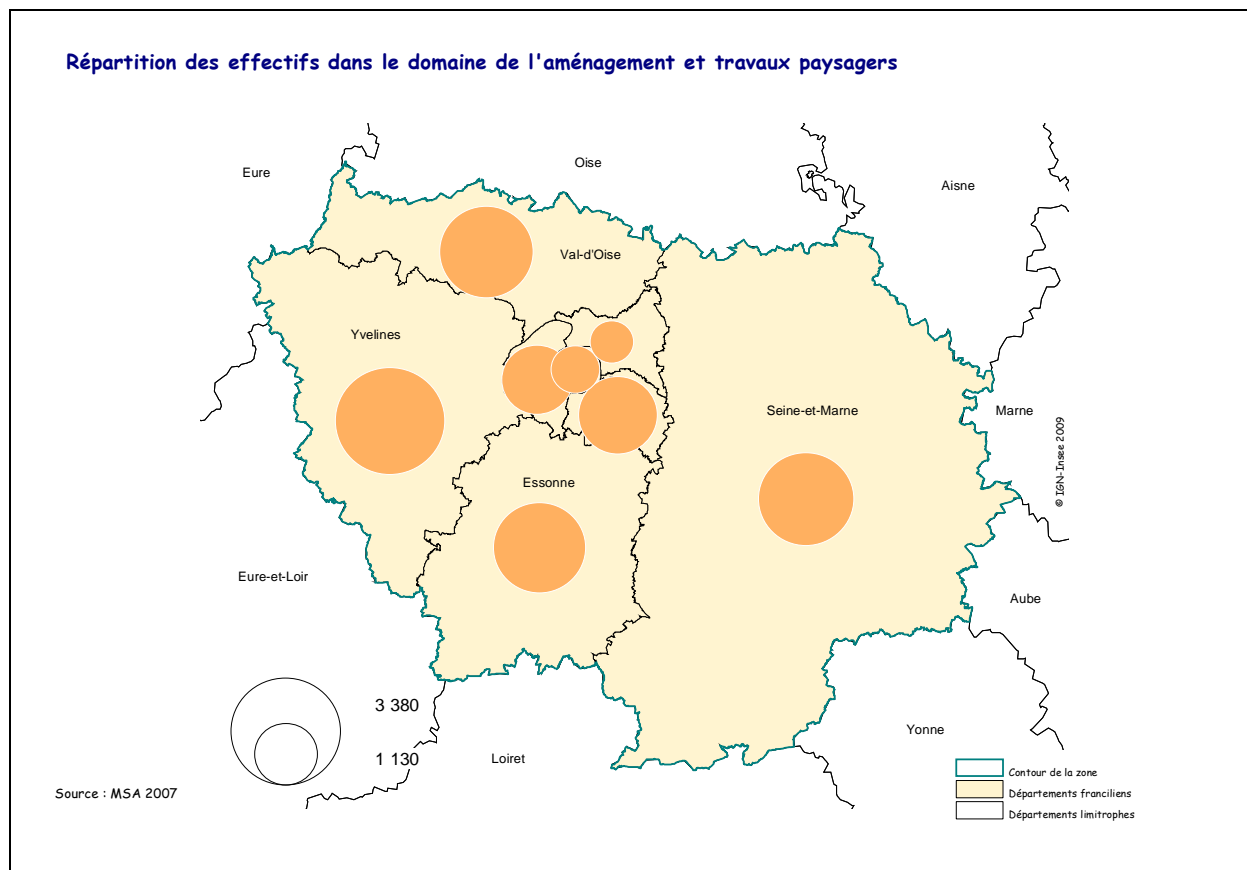 Répartition des effectifs dans le domaine de l'aménagement et travaux paysagers
Eure
Oise
Aisne
Val-d'Oise
Yvelines
Seine-et-Marne
Marne
© IGN-Insee 2009
Essonne
Eure-et-Loir
Aube
3 380
1 130
Loiret
Yonne
Source : MSA 2007
Contour de la zone
Départements franciliens
Départements limitrophes